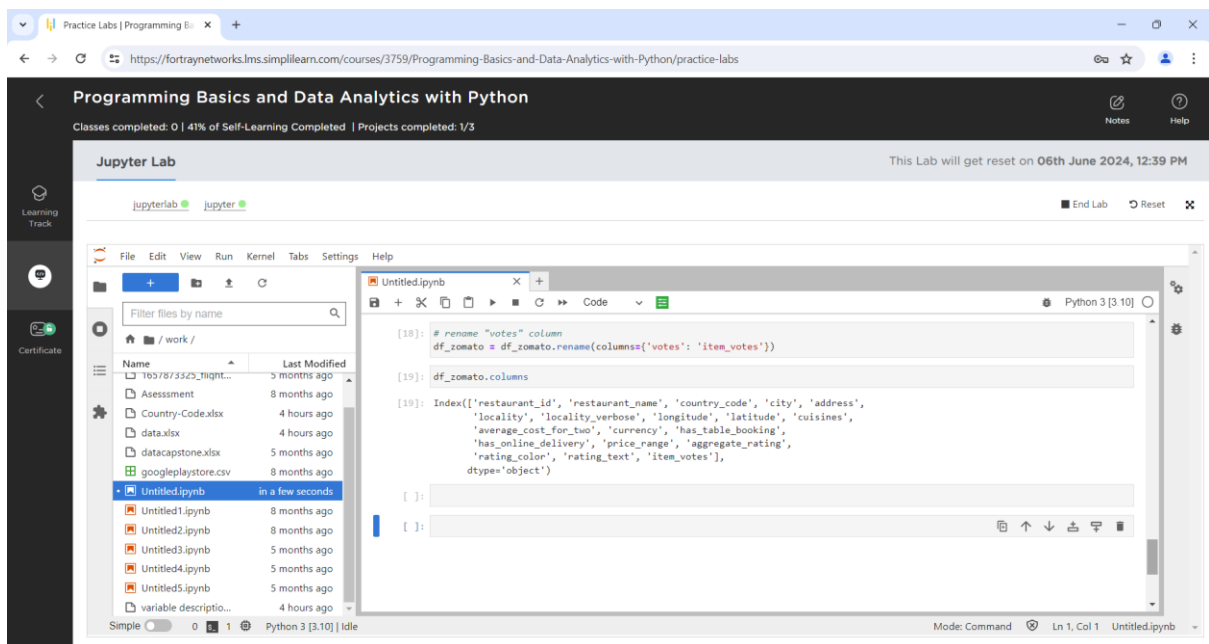 Practice Labs | Programming Ba
https://fortraynetworks.lms.simplilearn.com/courses/3759/Programming-Basics-and-Data-Analytics-with-Python/practice-labs
Programming Basics and Data Analytics with Python
Classes completed: 0 | 41% of Self-Learning Completed | Projects completed: 1/3
Notes
Help
Jupyter Lab
This Lab will get reset on 06th June 2024, 12:39 PM
Learning
Track
Certificate
jupyterlab
jupyter
End Lab
Reset
File Edit View Run Kernel Tabs Settings Help
Filter files by name
/ work /
Name Last Modified
1657873325_flight... 5 months ago
Asesssment 8 months ago
Country-Code.xlsx 4 hours ago
data.xlsx 4 hours ago
datacapstone.xlsx 5 months ago
googleplaystore.csv 8 months ago
Untitled.ipynb in a few seconds
Untitled1.ipynb 8 months ago
Untitled2.ipynb 8 months ago
Untitled3.ipynb 5 months ago
Untitled4.ipynb 5 months ago
Untitled5.ipynb 5 months ago
variable descriptio... 4 hours ago
Untitled.ipynb
Code
Python 3 [3.10]
[18]: # rename "votes" column
df_zomato = df_zomato.rename(columns={'votes': 'item_votes'})
[19]: df_zomato.columns
[19]: Index(['restaurant_id', 'restaurant_name', 'country_code', 'city', 'address',
'locality', 'locality_verbose', 'longitude', 'latitude', 'cuisines',
'average_cost_for_two', 'currency', 'has_table_booking',
'has_online_delivery', 'price_range', 'aggregate_rating',
'rating_color', 'rating_text', 'item_votes'],
dtype='object')
[ ]:
[ ]:
Simple 0 1 Python 3 [3.10] | Idle
Mode: Command Ln 1, Col 1 Untitled.ipynb